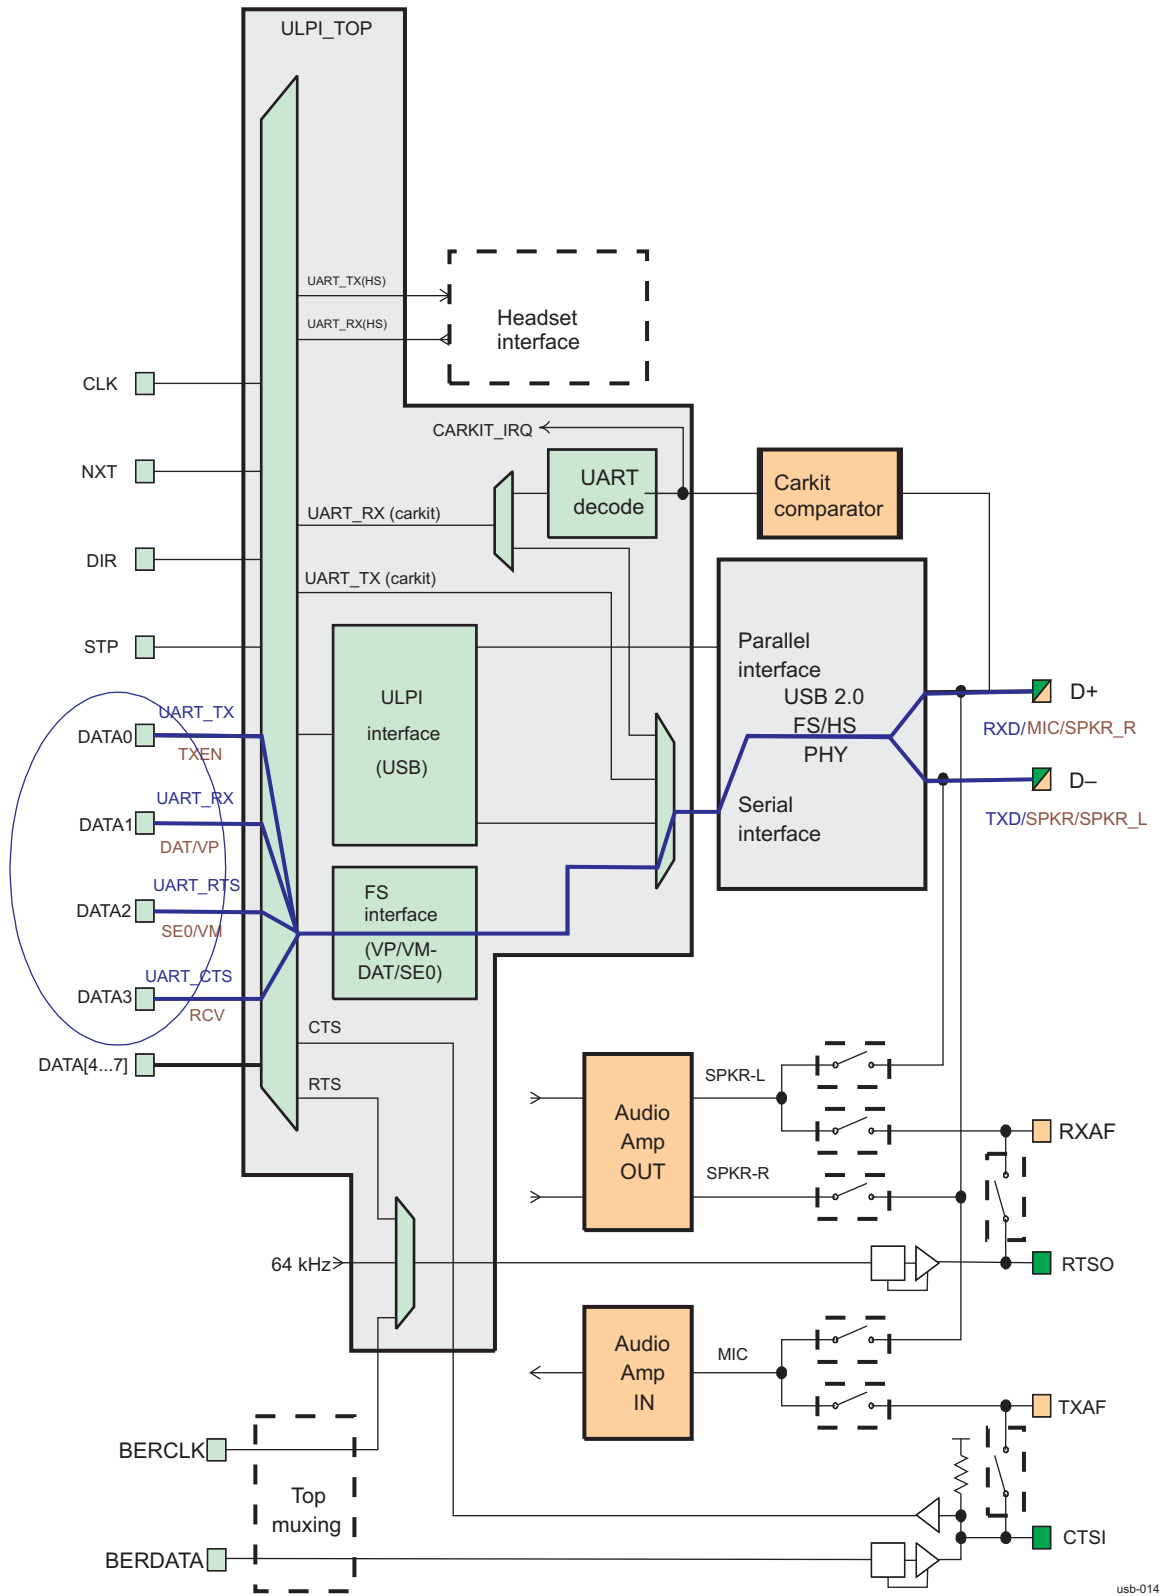 ULPI_TOP
UART_TX(HS)
UART_RX(HS)
Headset
interface
CLK
NXT
DIR
STP
CARKIT_IRQ
UART
decode
Carkit
comparator
UART_RX (carkit)
UART_TX (carkit)
ULPI
interface
(USB)
Parallel
interface
USB 2.0
FS/HS
PHY
Serial
interface
D+
RXD/MIC/SPKR_R
D–
TXD/SPKR/SPKR_L
UART_TX
DATA0
TXEN
UART_RX
DATA1
DAT/VP
UART_RTS
DATA2
SE0/VM
UART_CTS
DATA3
RCV
DATA[4...7]
FS
interface
(VP/VM-
DAT/SE0)
CTS
RTS
SPKR-L
Audio
Amp
OUT
SPKR-R
RXAF
64 kHz
RTSO
Audio
Amp
IN
MIC
TXAF
BERCLK
Top
muxing
CTSI
BERDATA
usb-014